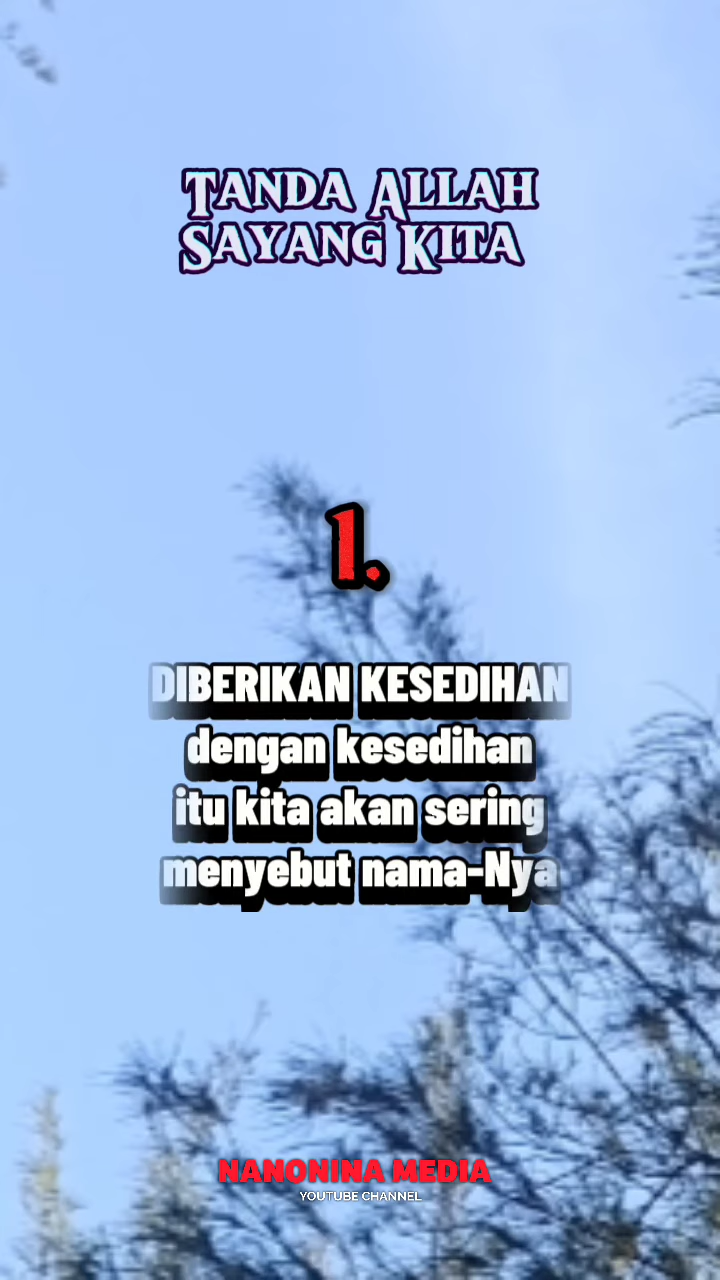 TANDA ALLAH
SAYANG KITA
1.
DIBERIKAN KESEDIHAN
dengan kesedihan
itu kita akan sering
menyebut nama-Nya
NANONINA MEDIA
YOUTUBE CHANNEL